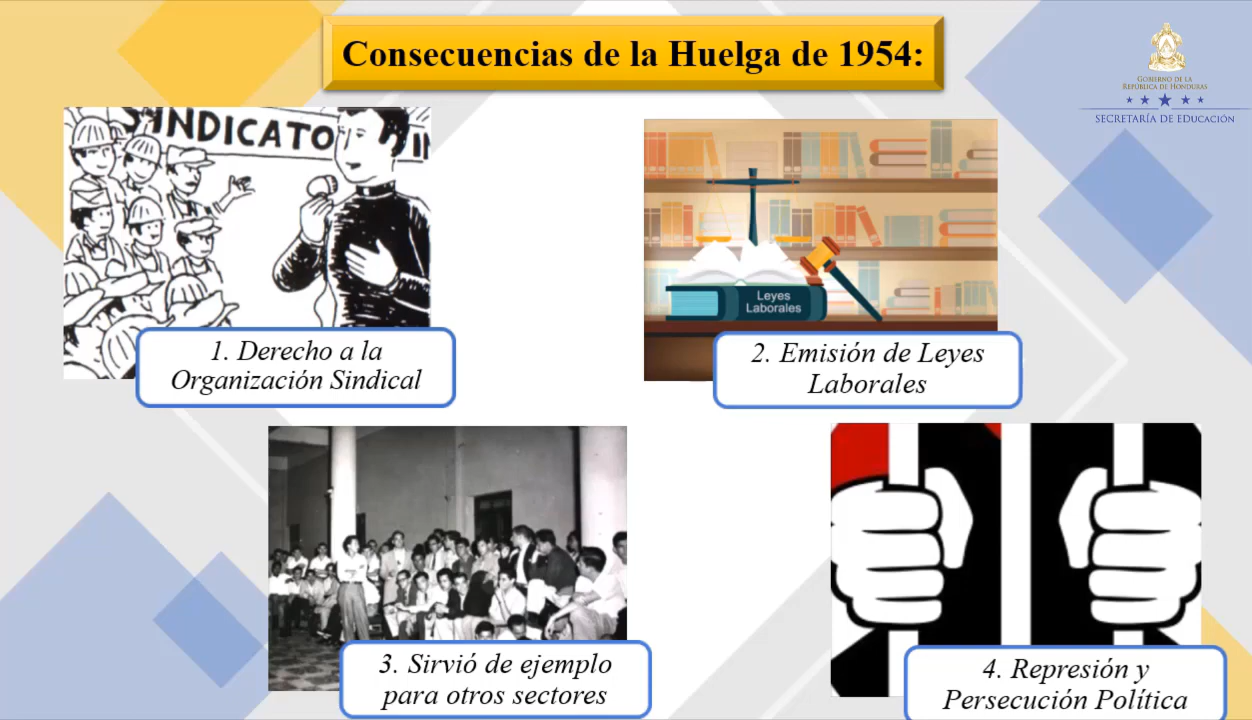 Consecuencias de la Huelga de 1954:
GOBIERNO DE LA
REPÚBLICA DE HONDURAS
SECRETARÍA DE EDUCACIÓN
SINDICATO
1. Derecho a la
Organización Sindical
Leyes
Laborales
2. Emisión de Leyes
Laborales
3. Sirvió de ejemplo
para otros sectores
4. Represión y
Persecución Política